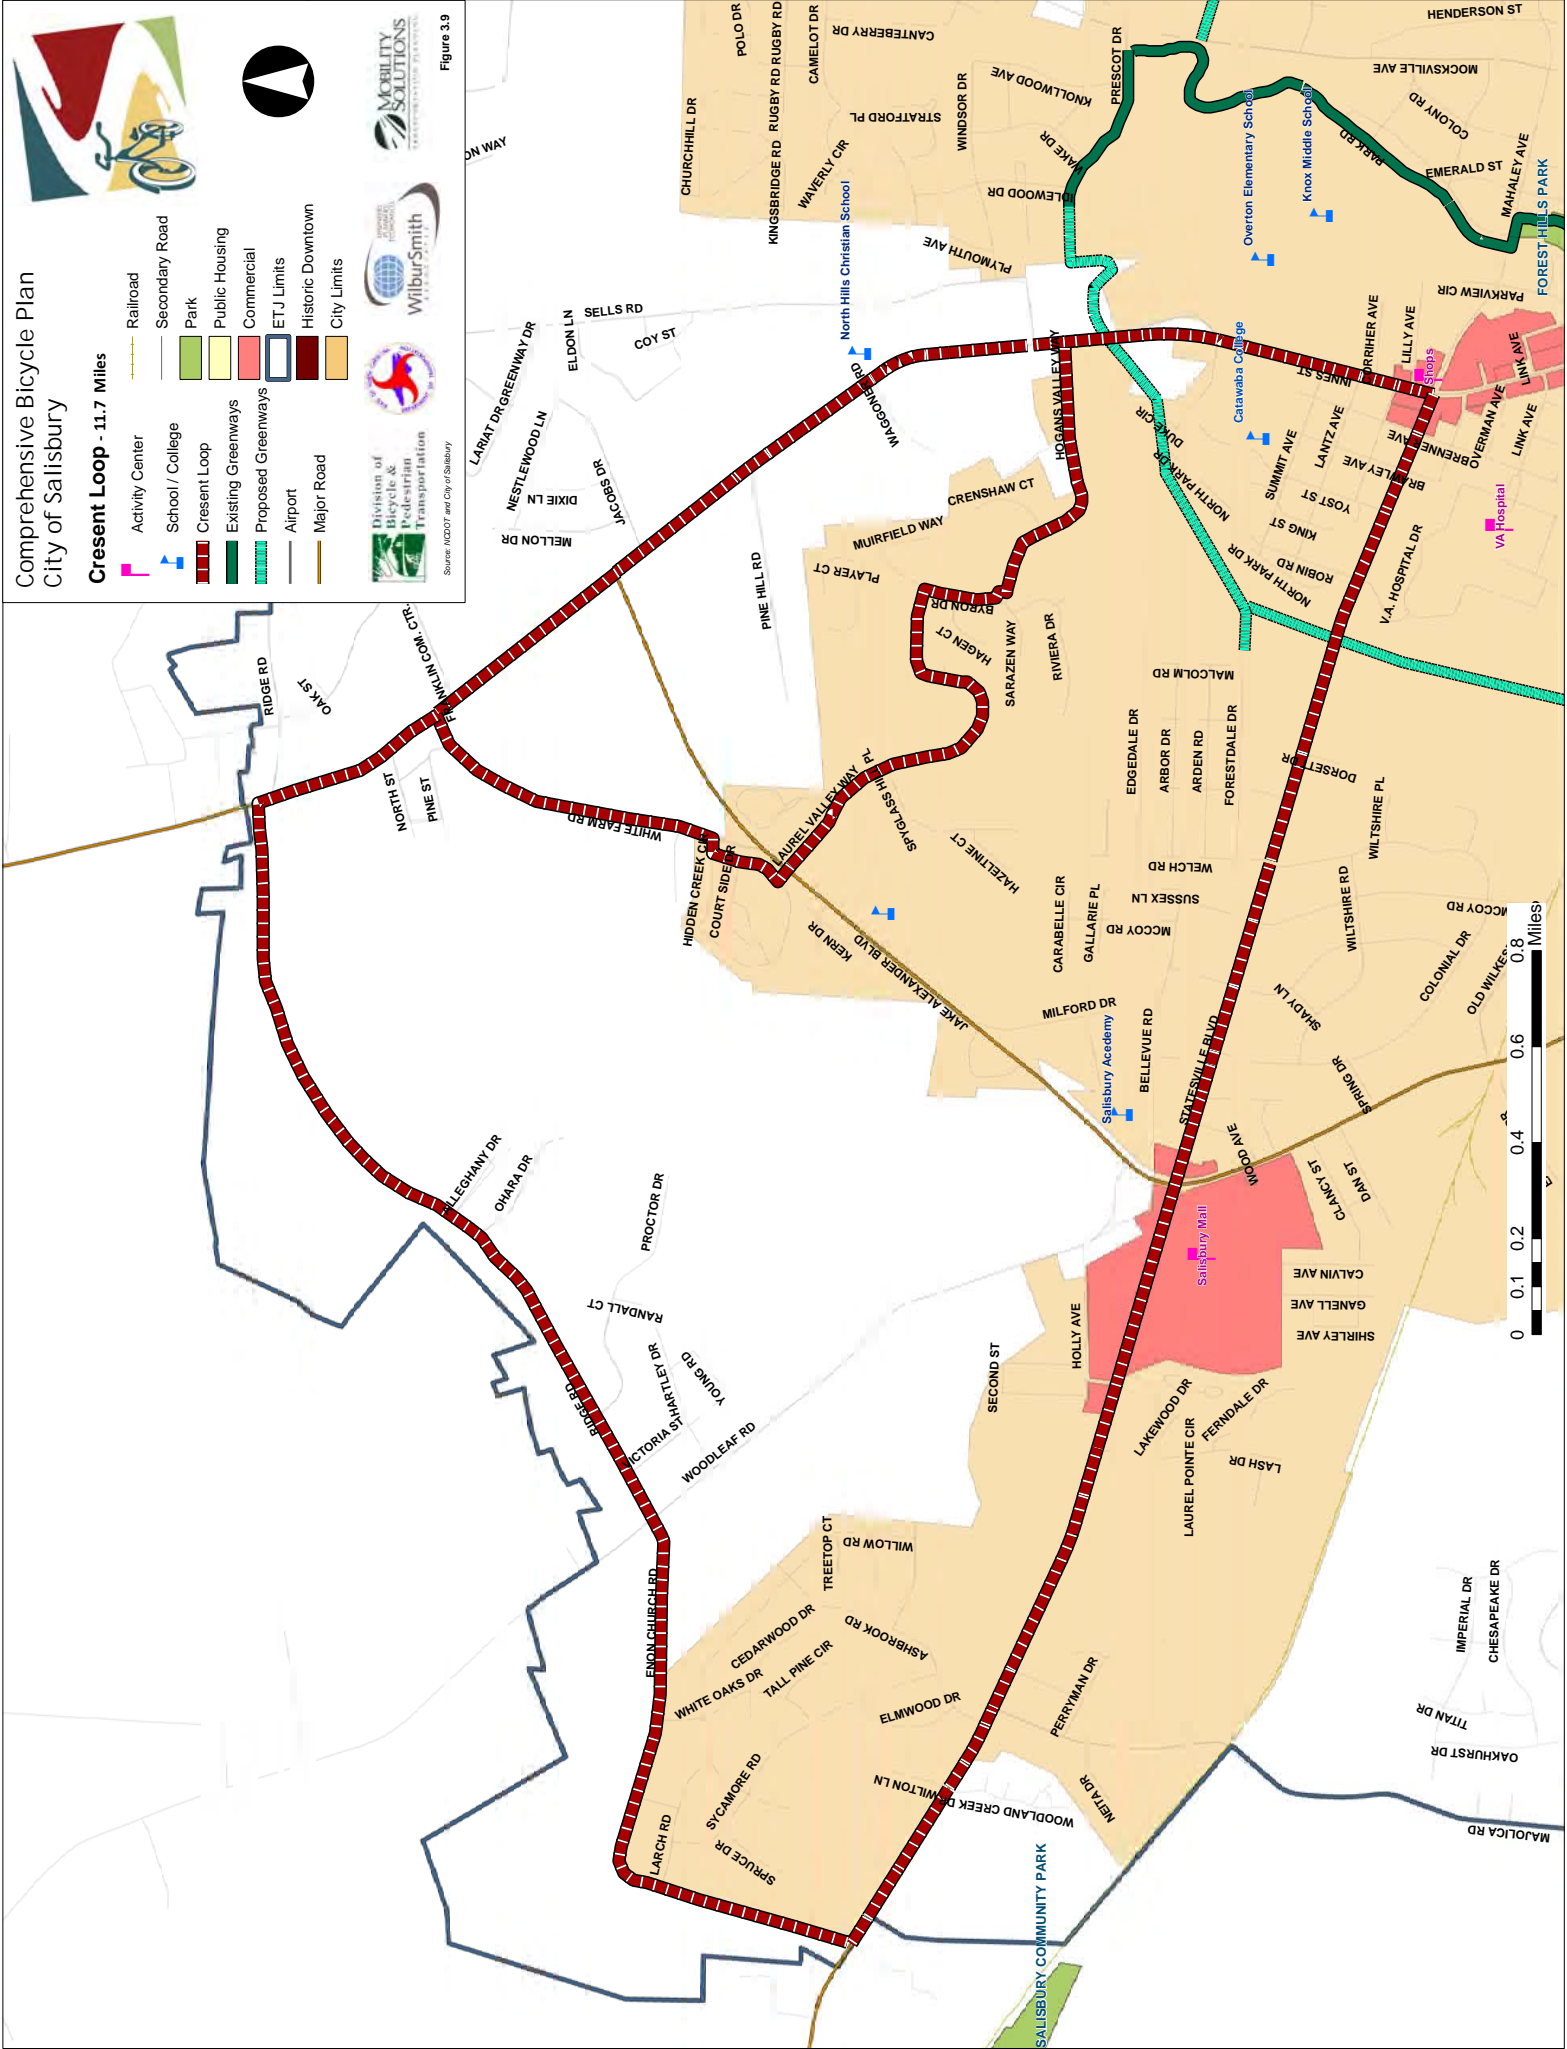 Comprehensive Bicycle Plan
City of Salisbury
Cresent Loop - 11.7 Miles
Activity Center
School / College
Cresent Loop
Existing Greenways
Proposed Greenways
Airport
Major Road
Railroad
Secondary Road
Park
Public Housing
Commercial
ETJ Limits
Historic Downtown
City Limits
Division of
Bicycle &
Pedestrian
Transportation
WilburSmith
MOBILITY
SOLUTIONS
Source: NCDOT and City of Salisbury
Figure 3.9
ON WAY
RIDGE RD
OAK ST
FRANKLIN COM. CTR.
NORTH ST
PINE ST
WHITE FARM RD
HIDDEN CREEK CIR
COURT SIDE DR
LARIAT DR
GREENWAY DR
NESTLEWOOD LN
DIXIE LN
MELLON DR
JACOBS DR
ELDON LN
SELLS RD
COY ST
PINE HILL RD
WAGGONER RD
North Hills Christian School
CHURCHHILL DR
POLO DR
KINGSBRIDGE RD
RUGBY RD
RUGBY RD
CAMELOT DR
CANTEBERRY DR
WAVERLY CIR
STRATFORD PL
WINDSOR DR
KNOLLWOOD AVE
PRESCOT DR
WAKE DR
IDLEWOOD DR
PLYMOUTH AVE
HENDERSON ST
MOCKSVILLE AVE
COLONY RD
PARK RD
EMERALD ST
MAHALEY AVE
FOREST HILLS PARK
PARKVIEW CIR
Overton Elementary School
Knox Middle School
Catawaba College
HOGANS VALLEY WAY
CRENSHAW CT
MUIRFIELD WAY
PLAYER CT
BYRON DR
HAGEN CT
SARAZEN WAY
RIVIERA DR
LAUREL VALLEY WAY
SPYGLASS HILL PL
HAZELTINE CT
KERN DR
JAKE ALEXANDER BLVD
CARABELLE CIR
GALLARIE PL
MCCOY RD
SUSSEX LN
WELCH RD
EDGEDALE DR
ARBOR DR
ARDEN RD
FORESTDALE DR
MALCOLM RD
DORSETT DR
WILTSHIRE PL
WILTSHIRE RD
DUKE CIR
NORTH PARK DR
NORTH PARK DR
ROBIN RD
KING ST
YOST ST
SUMMIT AVE
LANTZ AVE
BRAWLEY AVE
BRENNER AVE
INNES ST
CORRIHER AVE
LILLY AVE
Shops
LINK AVE
LINK AVE
OVERMAN AVE
VA Hospital
V.A. HOSPITAL DR
MCCOY RD
COLONIAL DR
SHADY LN
SPRING DR
MILFORD DR
BELLEVUE RD
Salisbury Acedemy
STATESVILLE BLVD
WOOD AVE
CLANCY ST
DAN ST
CALVIN AVE
GANELL AVE
SHIRLEY AVE
Salisbury Mall
HOLLY AVE
SECOND ST
LAKEWOOD DR
LAUREL POINTE CIR
FERNDALE DR
LASH DR
ALLEGHANY DR
OHARA DR
PROCTOR DR
RANDALL CT
HARTLEY DR
YOUNG RD
VICTORIA ST
WOODLEAF RD
RIDGE RD
ENON CHURCH RD
TREETOP CT
WILLOW RD
CEDARWOOD DR
WHITE OAKS DR
TALL PINE CIR
ASHBROOK RD
ELMWOOD DR
PERRYMAN DR
SYCAMORE RD
LARCH RD
SPRUCE DR
WILTON LN
WOODLAND CREEK DR
NEITA DR
SALISBURY COMMUNITY PARK
IMPERIAL DR
CHESAPEAKE DR
TITAN DR
OAKHURST DR
MAJOLICA RD
0 0.1 0.2 0.4 0.6 0.8
Miles